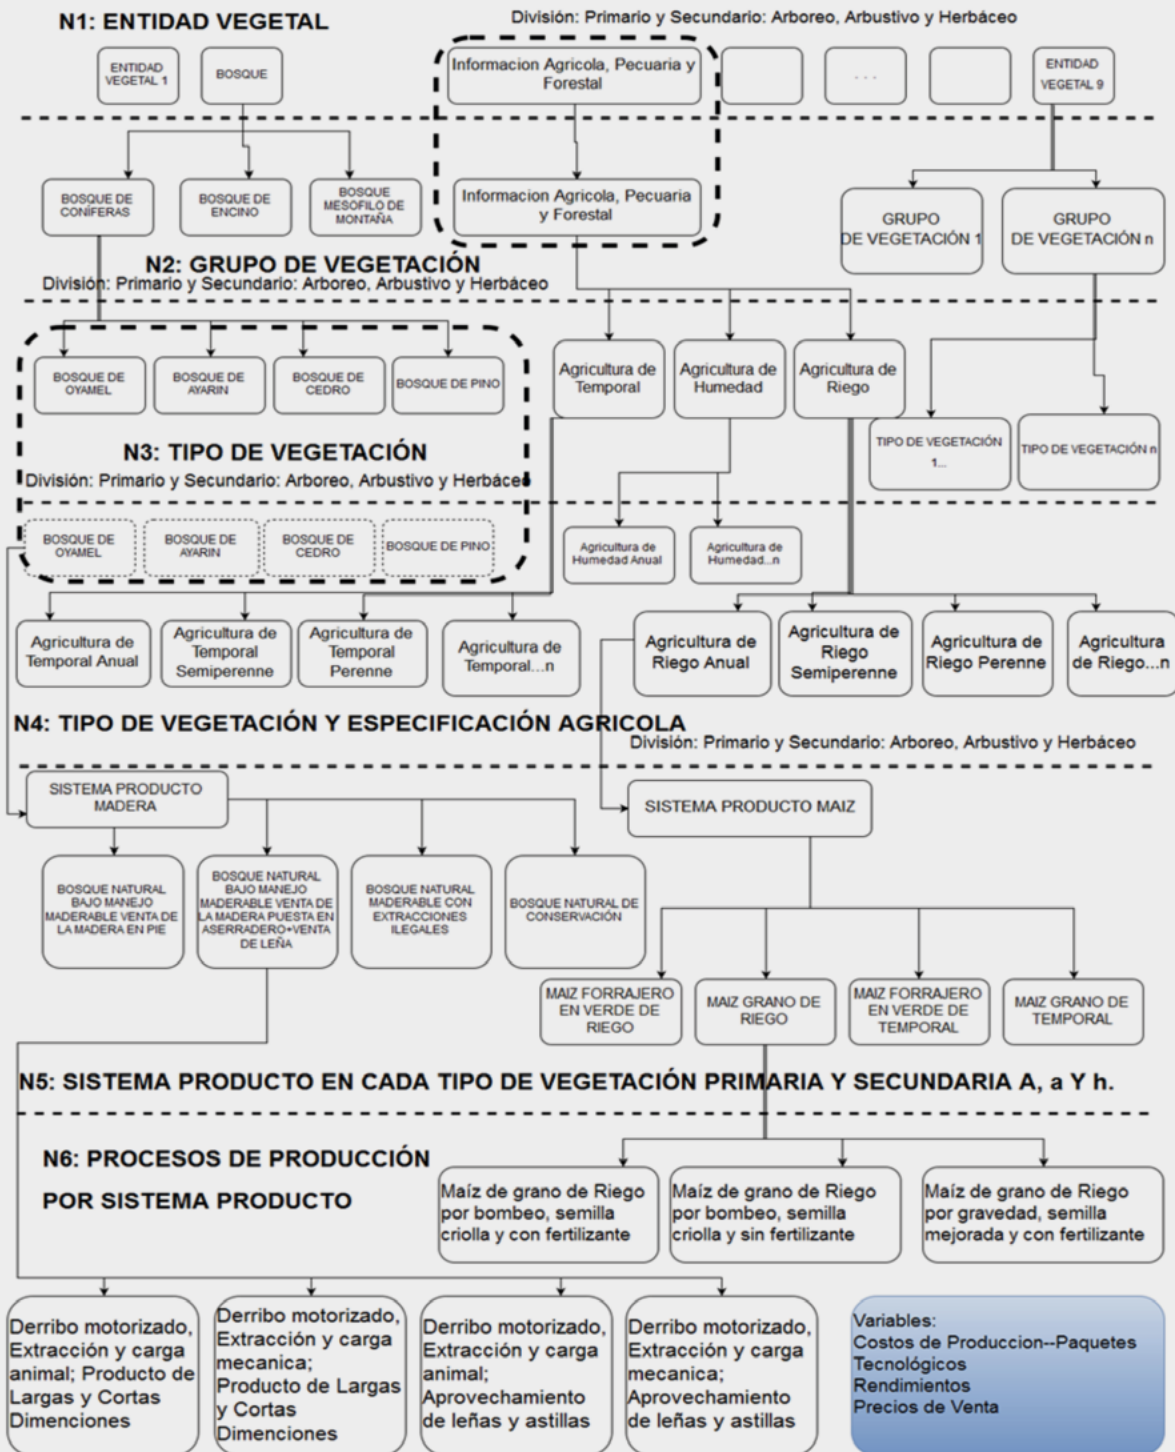 N1: ENTIDAD VEGETAL
División: Primario y Secundario: Arboreo, Arbustivo y Herbáceo
ENTIDAD
VEGETAL 1
BOSQUE
Informacion Agricola, Pecuaria y
Forestal
. . .
ENTIDAD
VEGETAL 9
BOSQUE DE
CONÍFERAS
BOSQUE DE
ENCINO
BOSQUE
MESOFILO DE
MONTAÑA
Informacion Agricola, Pecuaria
y Forestal
GRUPO
DE VEGETACIÓN 1
GRUPO
DE VEGETACIÓN n
N2: GRUPO DE VEGETACIÓN
División: Primario y Secundario: Arboreo, Arbustivo y Herbáceo
BOSQUE DE
OYAMEL
BOSQUE DE
AYARIN
BOSQUE DE
CEDRO
BOSQUE DE PINO
Agricultura de
Temporal
Agricultura de
Humedad
Agricultura de
Riego
TIPO DE VEGETACIÓN
1...
TIPO DE VEGETACIÓN n
N3: TIPO DE VEGETACIÓN
División: Primario y Secundario: Arboreo, Arbustivo y Herbáceo
BOSQUE DE
OYAMEL
BOSQUE DE
AYARIN
BOSQUE DE
CEDRO
BOSQUE DE PINO
Agricultura de
Humedad Anual
Agricultura de
Humedad...n
Agricultura de
Temporal Anual
Agricultura de
Temporal
Semiperenne
Agricultura de
Temporal
Perenne
Agricultura de
Temporal...n
Agricultura de
Riego Anual
Agricultura de
Riego
Semiperenne
Agricultura de
Riego Perenne
Agricultura
de Riego...n
N4: TIPO DE VEGETACIÓN Y ESPECIFICACIÓN AGRICOLA
División: Primario y Secundario: Arboreo, Arbustivo y Herbáceo
SISTEMA PRODUCTO
MADERA
SISTEMA PRODUCTO MAIZ
BOSQUE NATURAL
BAJO MANEJO
MADERABLE VENTA DE
LA MADERA EN PIE
BOSQUE NATURAL
BAJO MANEJO
MADERABLE VENTA DE
LA MADERA PUESTA EN
ASERRADERO+VENTA
DE LEÑA
BOSQUE NATURAL
MADERABLE CON
EXTRACCIONES
ILEGALES
BOSQUE NATURAL DE
CONSERVACIÓN
MAIZ FORRAJERO
EN VERDE DE
RIEGO
MAIZ GRANO DE
RIEGO
MAIZ FORRAJERO
EN VERDE DE
TEMPORAL
MAIZ GRANO DE
TEMPORAL
N5: SISTEMA PRODUCTO EN CADA TIPO DE VEGETACIÓN PRIMARIA Y SECUNDARIA A, a Y h.
N6: PROCESOS DE PRODUCCIÓN
POR SISTEMA PRODUCTO
Maíz de grano de Riego
por bombeo, semilla
criolla y con fertilizante
Maíz de grano de Riego
por bombeo, semilla
criolla y sin fertilizante
Maíz de grano de Riego
por gravedad, semilla
mejorada y con fertilizante
Derribo motorizado,
Extracción y carga
animal; Producto de
Largas y Cortas
Dimenciones
Derribo motorizado,
Extracción y carga
mecanica;
Producto de Largas
y Cortas
Dimenciones
Derribo motorizado,
Extracción y carga
animal;
Aprovechamiento
de leñas y astillas
Derribo motorizado,
Extracción y carga
mecanica;
Aprovechamiento
de leñas y astillas
Variables:
Costos de Produccion--Paquetes
Tecnológicos
Rendimientos
Precios de Venta